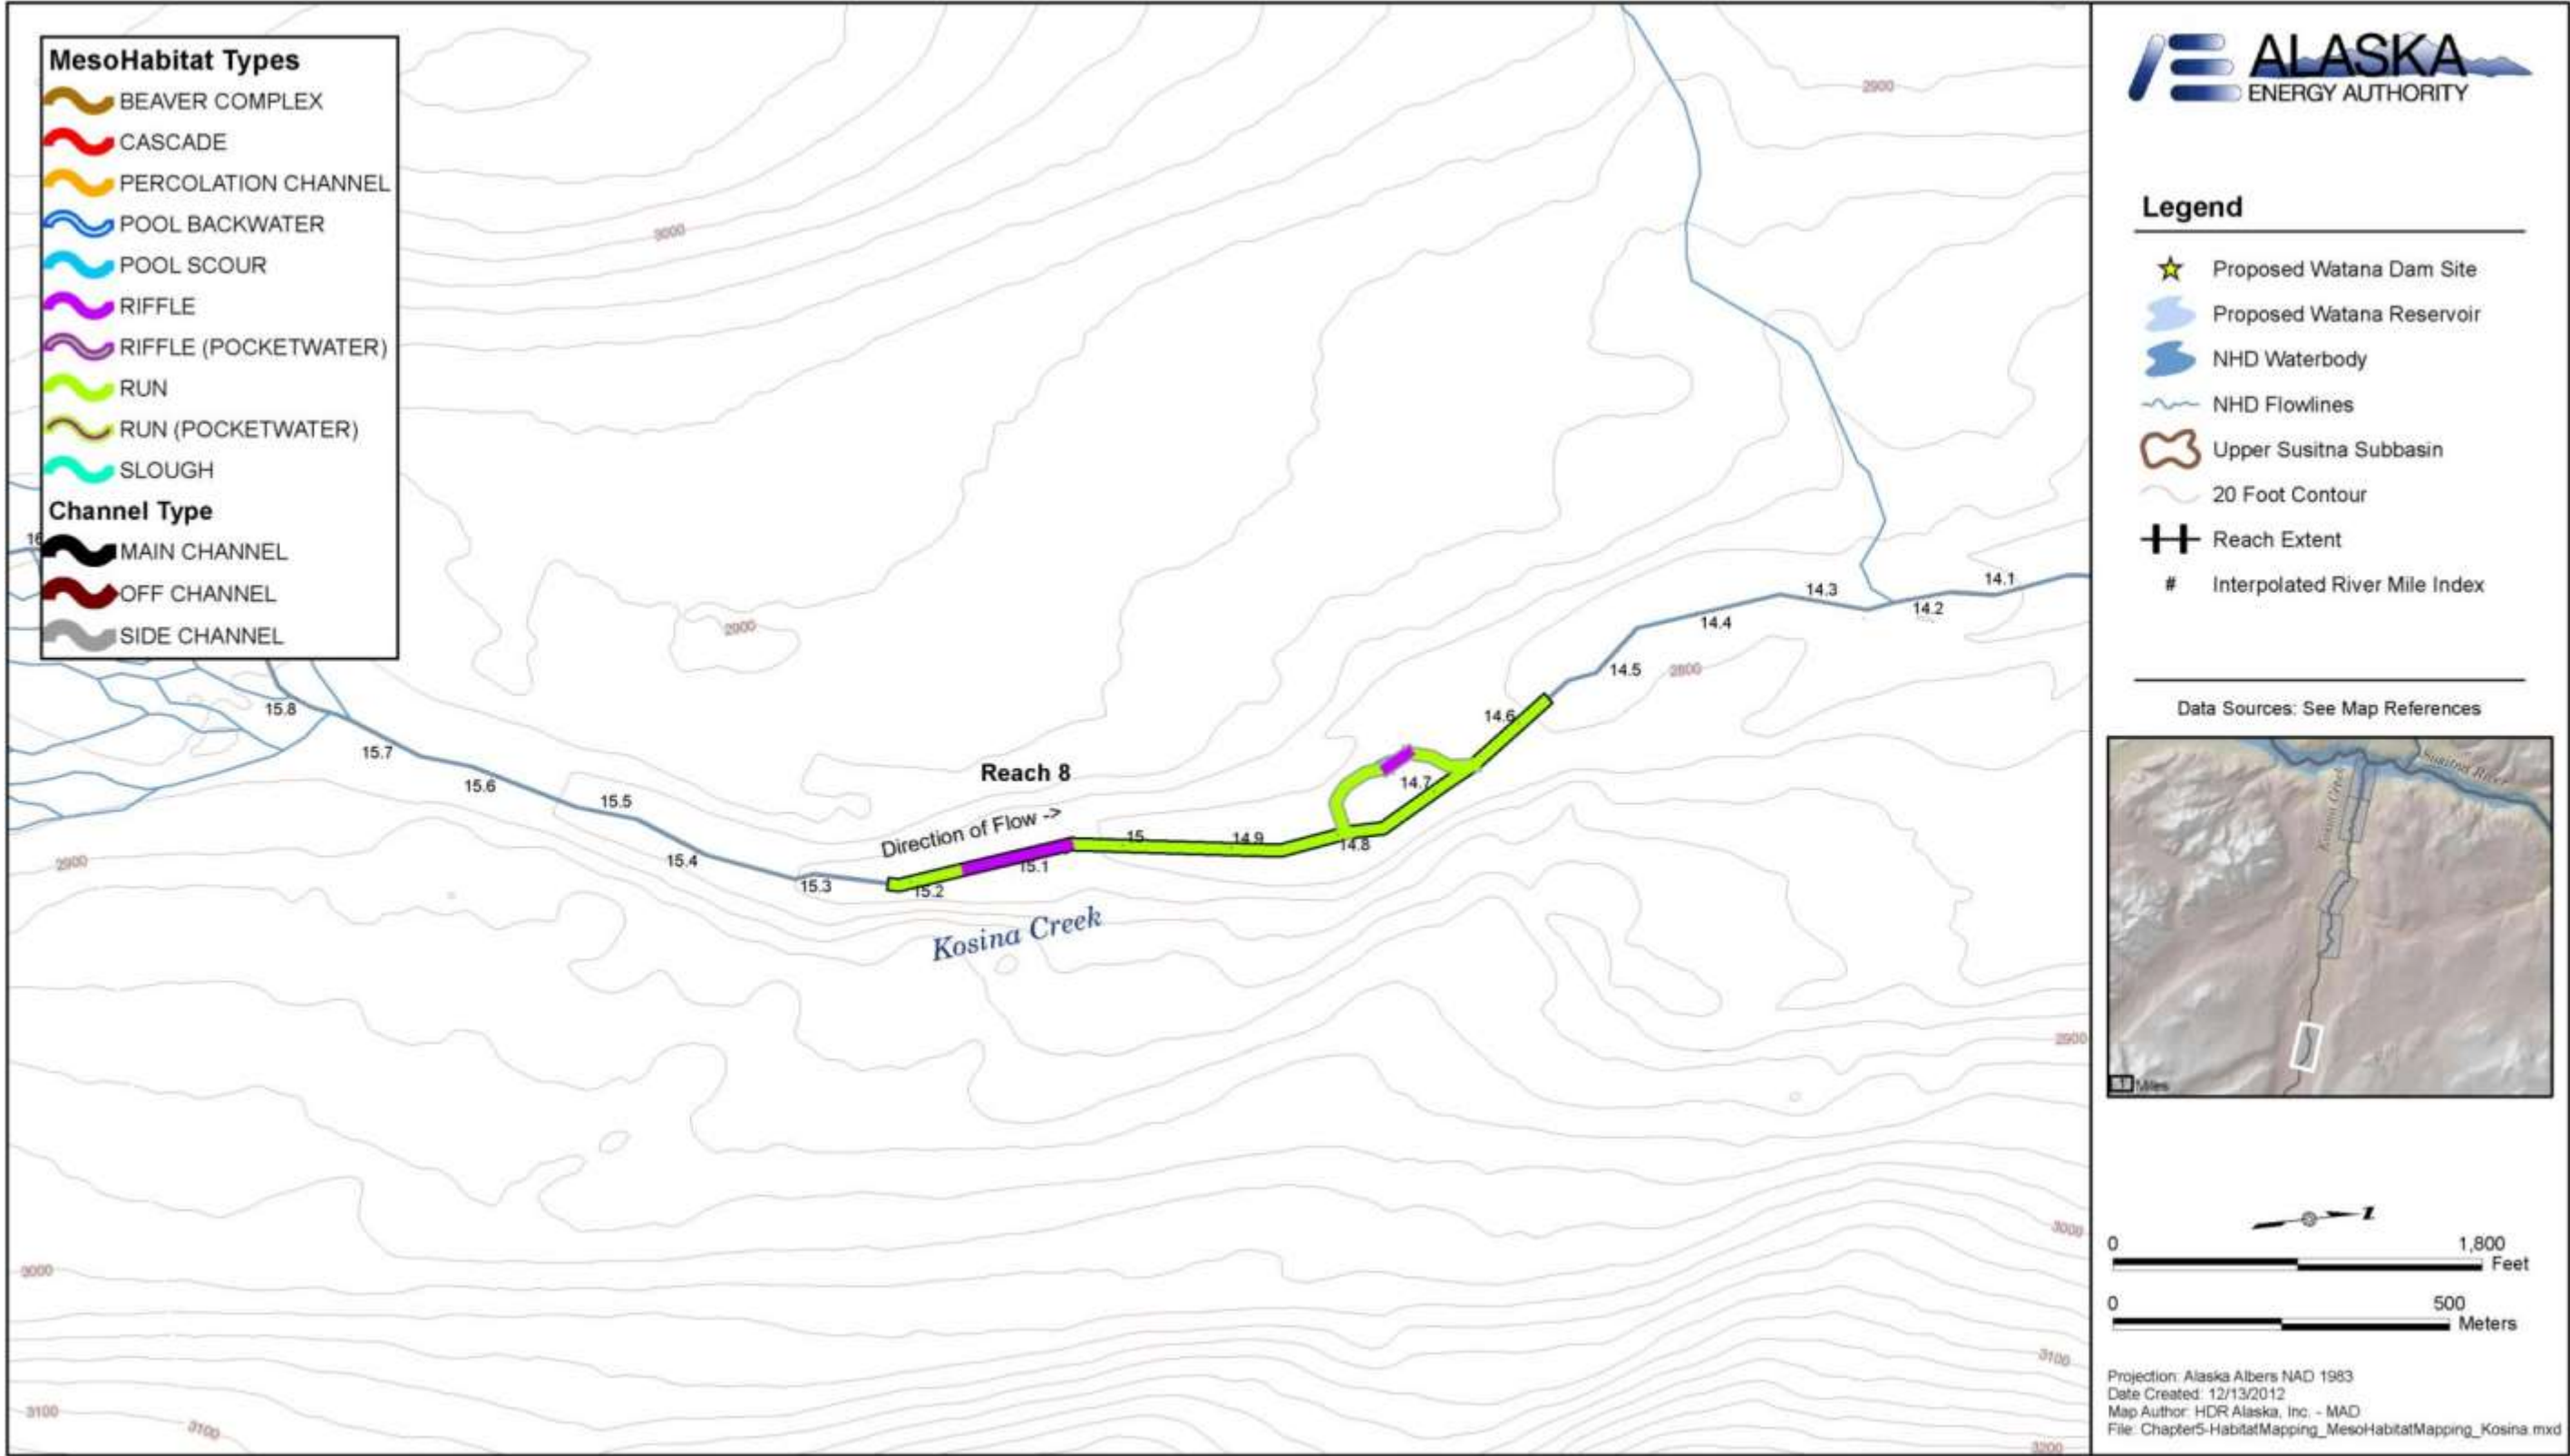 MesoHabitat Types
BEAVER COMPLEX
CASCADE
PERCOLATION CHANNEL
POOL BACKWATER
POOL SCOUR
RIFFLE
RIFFLE (POCKETWATER)
RUN
RUN (POCKETWATER)
SLOUGH
Channel Type
MAIN CHANNEL
OFF CHANNEL
SIDE CHANNEL
2900
3000
2900
2800
2900
2900
3000
3000
3100
3100
3100
3200
16
15.8
15.7
15.6
15.5
15.4
15.3
15.2
15.1
15
14.9
14.8
14.7
14.6
14.5
14.4
14.3
14.2
14.1
Reach 8
Direction of Flow ->
Kosina Creek
ALASKA
ENERGY AUTHORITY
Legend
Proposed Watana Dam Site
Proposed Watana Reservoir
NHD Waterbody
NHD Flowlines
Upper Susitna Subbasin
20 Foot Contour
Reach Extent
# Interpolated River Mile Index
Data Sources: See Map References
Susitna River
Kosina Creek
1 Miles
Z
0 1,800
Feet
0 500
Meters
Projection: Alaska Albers NAD 1983
Date Created: 12/13/2012
Map Author: HDR Alaska, Inc. - MAD
File: Chapter5-HabitatMapping_MesoHabitatMapping_Kosina.mxd